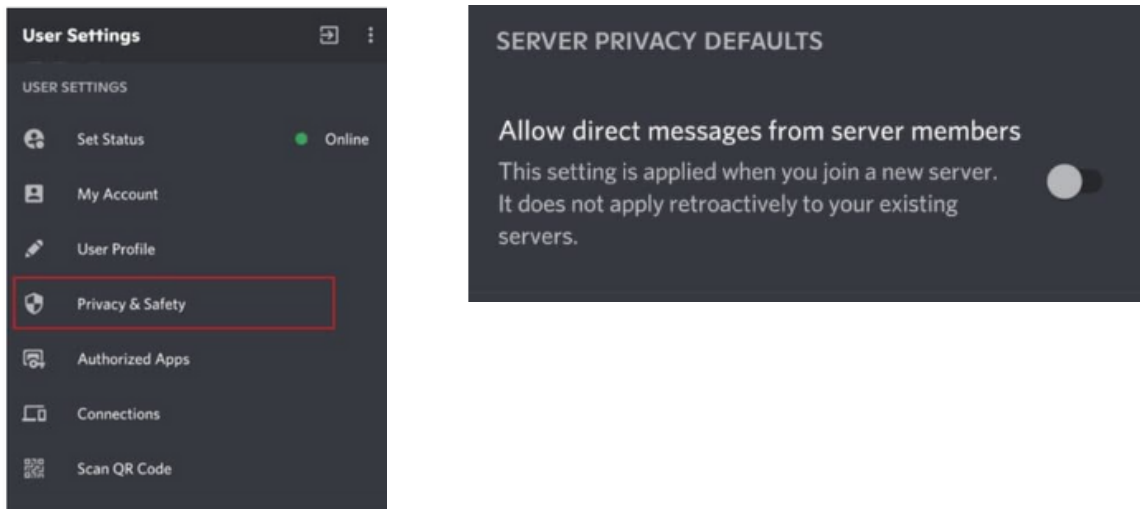 User Settings
USER SETTINGS
Set Status
Online
My Account
User Profile
Privacy & Safety
Authorized Apps
Connections
Scan QR Code
SERVER PRIVACY DEFAULTS
Allow direct messages from server members
This setting is applied when you join a new server.
It does not apply retroactively to your existing
servers.